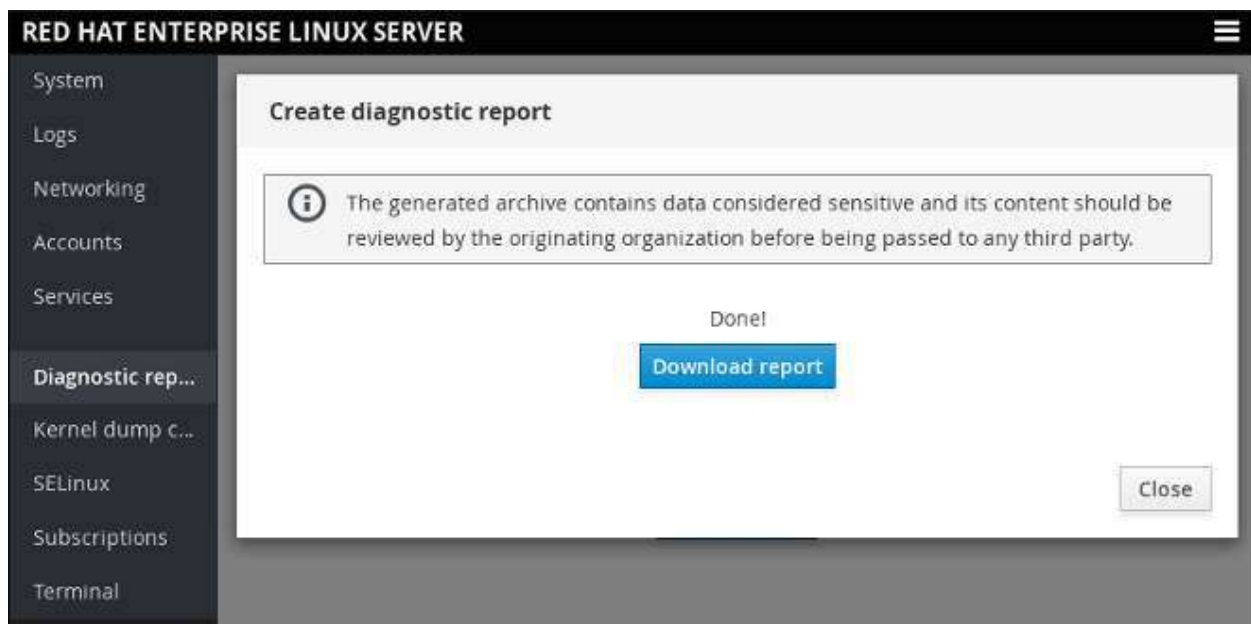 RED HAT ENTERPRISE LINUX SERVER
System
Logs
Networking
Accounts
Services
Diagnostic rep...
Kernel dump c...
SELinux
Subscriptions
Terminal
Create diagnostic report
The generated archive contains data considered sensitive and its content should be
reviewed by the originating organization before being passed to any third party.
Done!
Download report
Close